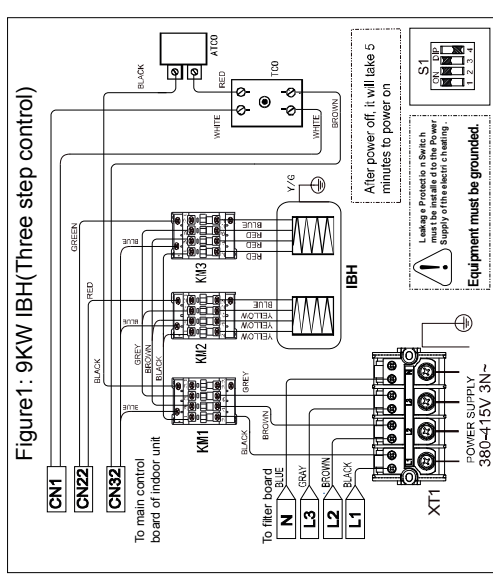 Figure1: 9KW IBH(Three step control)
CN1
CN22
CN32
To main control
board of indoor unit
GREEN
RED
BLACK
BLUE
BLUE
BLUE
GREY
BROWN
BLACK
KM1
KM2
KM3
BLACK
BROWN
GREY
YELLOW
YELLOW
YELLOW
BLUE
RED
RED
RED
BLUE
IBH
Y/G
BLACK
RED
ATCO
TCO
WHITE
WHITE
BROWN
To filter board
N
BLUE
L3
GRAY
L2
BROWN
L1
BLACK
L1
L2
L3
N
XT1
POWER SUPPLY
380-415V 3N~
After power off, it will take 5
minutes to power on
Leakage Protection Switch
must be installed to the Power
Supply of the electric heating.
Equipment must be grounded.
S1
ON DIP
1 2 3 4